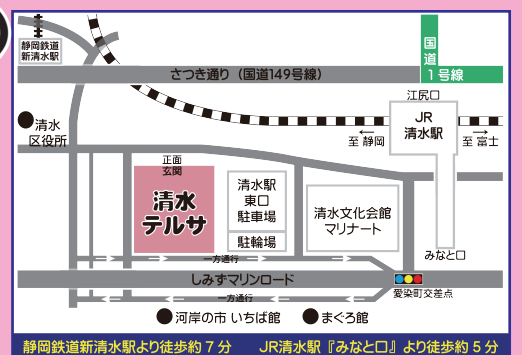 静岡鉄道
新清水駅
国道
1号線
さつき通り（国道149号線）
江尻口
JR
清水駅
至 静岡
至 富士
清水
区役所
正面
玄関
清水
テルサ
清水駅
東口
駐車場
駐輪場
清水文化会館
マリナート
みなと口
一方通行
しみずマリンロード
一方通行
愛染町交差点
河岸の市 いちば館
まぐろ館
静岡鉄道新清水駅より徒歩約7分 JR清水駅『みなと口』より徒歩約5分